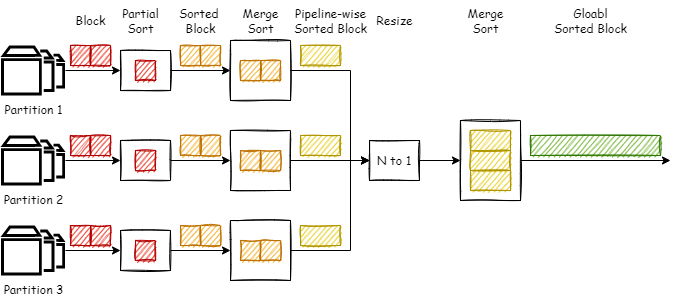 Block
Partial
Sort
Sorted
Block
Merge
Sort
Pipeline-wise
Sorted Block
Resize
Merge
Sort
Gloabl
Sorted Block
Partition 1
Partition 2
N to 1
Partition 3